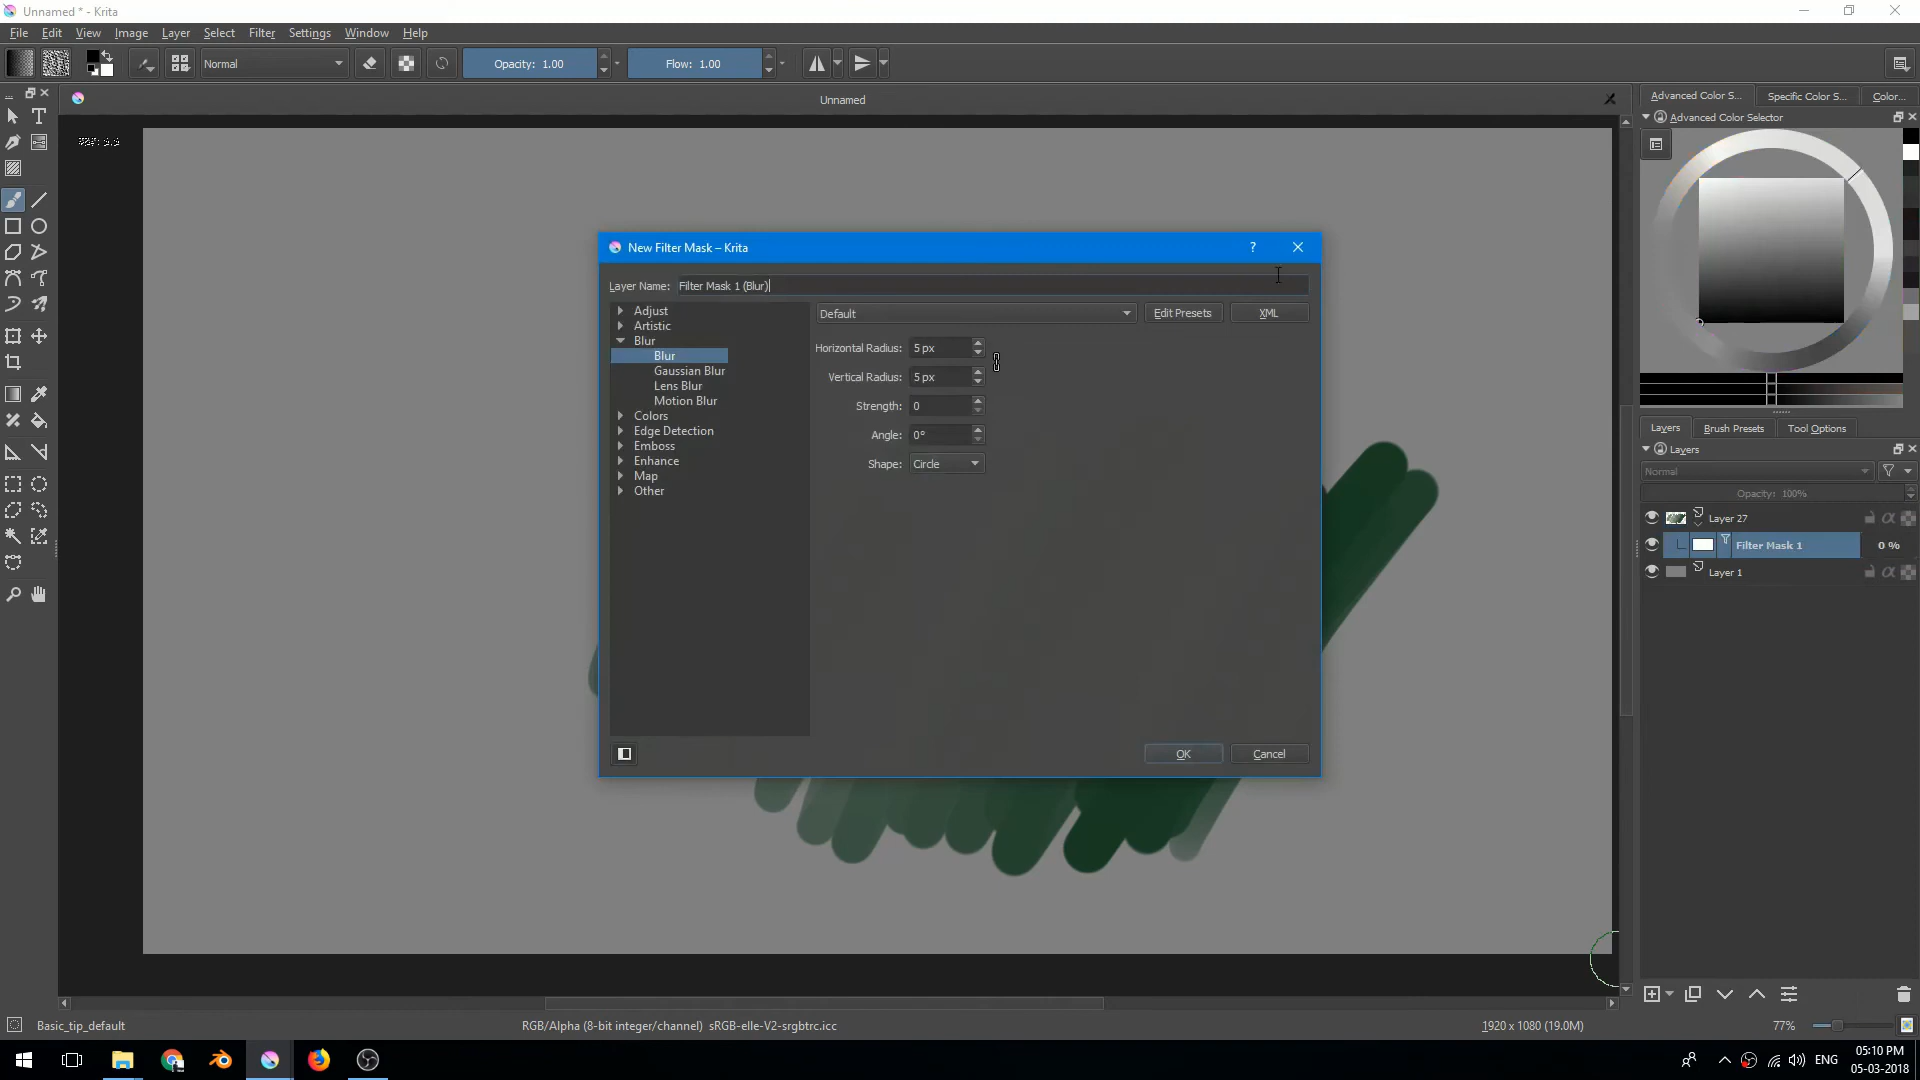 Unnamed * - Krita
File Edit View Image Layer Select Filter Settings Window Help
Normal Opacity: 1.00 Flow: 1.00
Unnamed
Advanced Color S... Specific Color S... Color...
Advanced Color Selector
New Filter Mask – Krita
?
Layer Name: Filter Mask 1 (Blur)
Adjust
Artistic
Blur
Blur
Gaussian Blur
Lens Blur
Motion Blur
Colors
Edge Detection
Emboss
Enhance
Map
Other
Default Edit Presets XML
Horizontal Radius: 5 px
Vertical Radius: 5 px
Strength: 0
Angle: 0°
Shape: Circle
OK Cancel
Layers Brush Presets Tool Options
Layers
Normal
Opacity: 100%
Layer 27
Filter Mask 1 0 %
Layer 1
Basic_tip_default
RGB/Alpha (8-bit integer/channel) sRGB-elle-V2-srgbtrc.icc
1920 x 1080 (19.0M)
77%
ENG
05:10 PM
05-03-2018